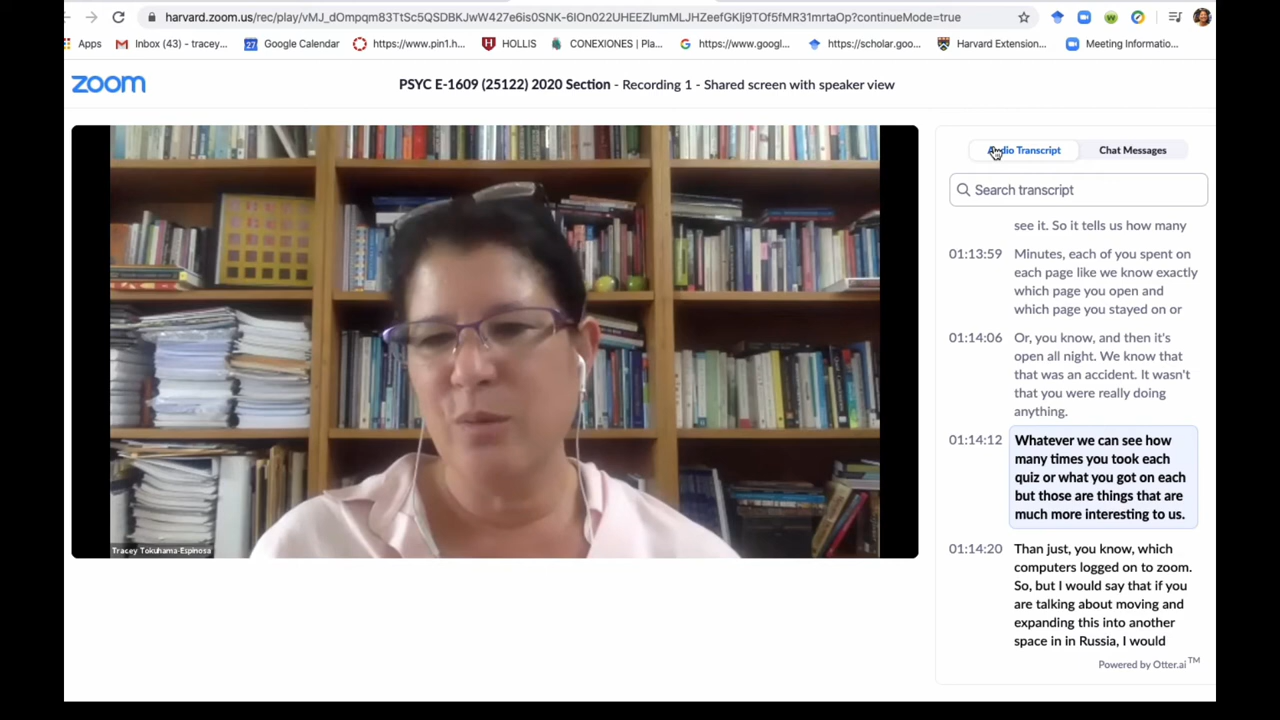 harvard.zoom.us/rec/play/vMJ_dOmpqm83TtSc5QSDBKJwW427e6is0SNK-6IOn022UHEEZlumMLJHZeefGKlj9TOf5fMR31mrtaOp?continueMode=true
Apps Inbox (43) - tracey... Google Calendar https://www.pin1.h... HOLLIS CONEXIONES | Pla... https://www.googl... https://scholar.goo... Harvard Extension... Meeting Informatio...
zoom PSYC E-1609 (25122) 2020 Section - Recording 1 - Shared screen with speaker view
Audio Transcript Chat Messages
Search transcript
see it. So it tells us how many
01:13:59 Minutes, each of you spent on
each page like we know exactly
which page you open and
which page you stayed on or
01:14:06 Or, you know, and then it's
open all night. We know that
that was an accident. It wasn't
that you were really doing
anything.
01:14:12 Whatever we can see how
many times you took each
quiz or what you got on each
but those are things that are
much more interesting to us.
01:14:20 Than just, you know, which
computers logged on to zoom.
So, but I would say that if you
are talking about moving and
expanding this into another
space in in Russia, I would
Powered by Otter.ai™
Tracey Tokuhama-Espinosa